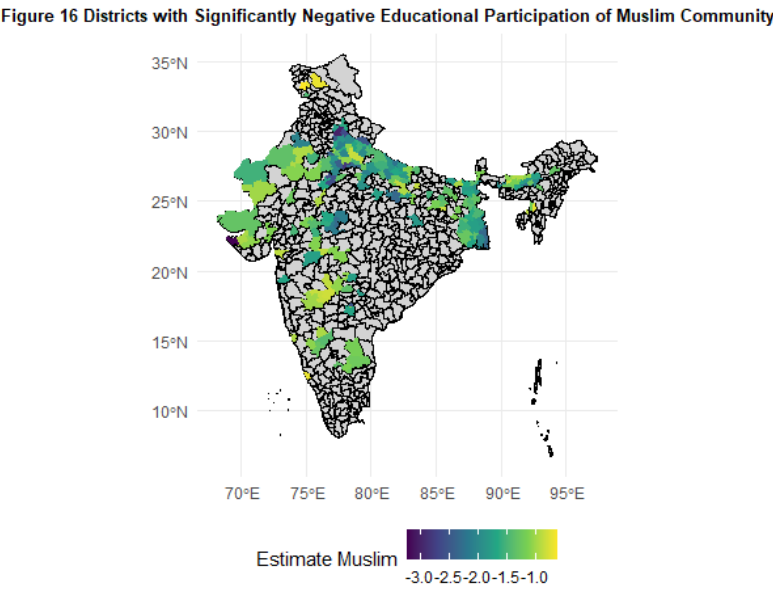 Figure 16 Districts with Significantly Negative Educational Participation of Muslim Community
35°N
30°N
25°N
20°N
15°N
10°N
70°E 75°E 80°E 85°E 90°E 95°E
Estimate Muslim
-3.0-2.5-2.0-1.5-1.0